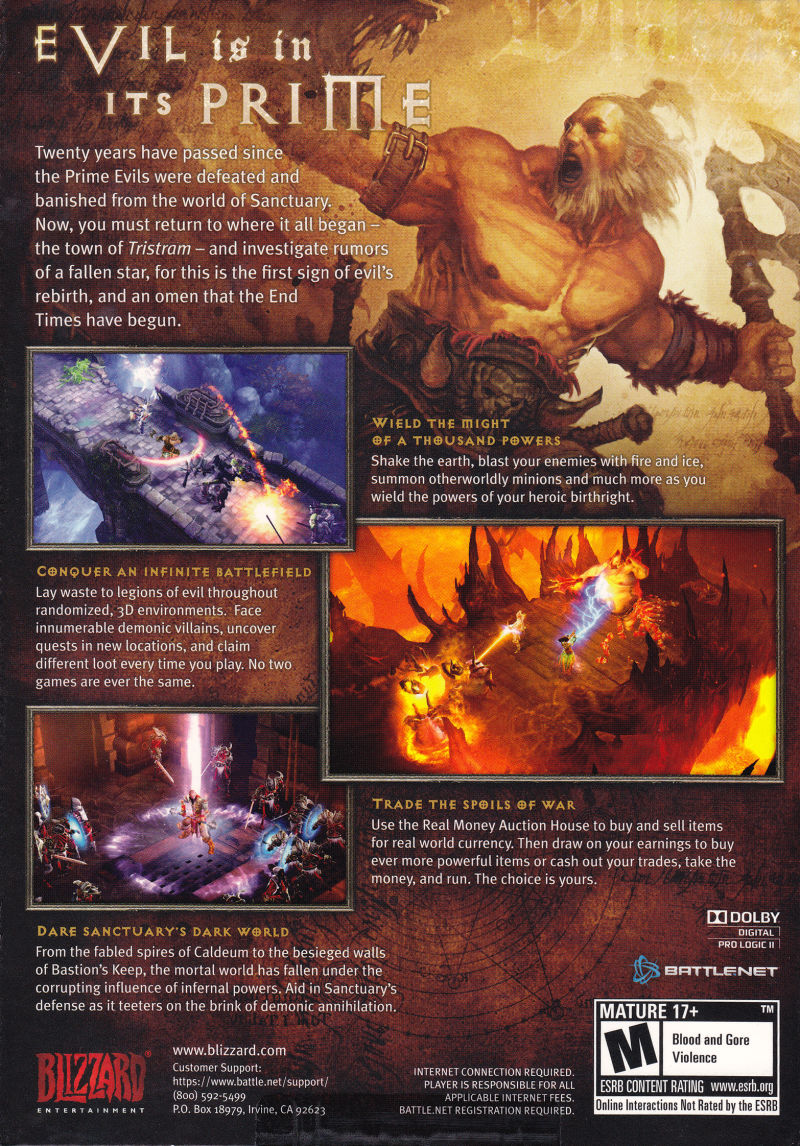 EVIL is in
ITS PRIME
Twenty years have passed since
the Prime Evils were defeated and
banished from the world of Sanctuary.
Now, you must return to where it all began –
the town of Tristram – and investigate rumors
of a fallen star, for this is the first sign of evil's
rebirth, and an omen that the End
Times have begun.
WIELD THE MIGHT
OF A THOUSAND POWERS
Shake the earth, blast your enemies with fire and ice,
summon otherworldly minions and much more as you
wield the powers of your heroic birthright.
CONQUER AN INFINITE BATTLEFIELD
Lay waste to legions of evil throughout
randomized, 3D environments. Face
innumerable demonic villains, uncover
quests in new locations, and claim
different loot every time you play. No two
games are ever the same.
TRADE THE SPOILS OF WAR
Use the Real Money Auction House to buy and sell items
for real world currency. Then draw on your earnings to buy
ever more powerful items or cash out your trades, take the
money, and run. The choice is yours.
DARE SANCTUARY'S DARK WORLD
From the fabled spires of Caldeum to the besieged walls
of Bastion's Keep, the mortal world has fallen under the
corrupting influence of infernal powers. Aid in Sanctuary's
defense as it teeters on the brink of demonic annihilation.
DOLBY
DIGITAL
PRO LOGIC II
BATTLE.NET
BLIZZARD®
ENTERTAINMENT
www.blizzard.com
Customer Support:
https://www.battle.net/support/
(800) 592-5499
P.O. Box 18979, Irvine, CA 92623
INTERNET CONNECTION REQUIRED.
PLAYER IS RESPONSIBLE FOR ALL
APPLICABLE INTERNET FEES.
BATTLE.NET REGISTRATION REQUIRED.
MATURE 17+ ™
M
Blood and Gore
Violence
ESRB CONTENT RATING www.esrb.org
Online Interactions Not Rated by the ESRB